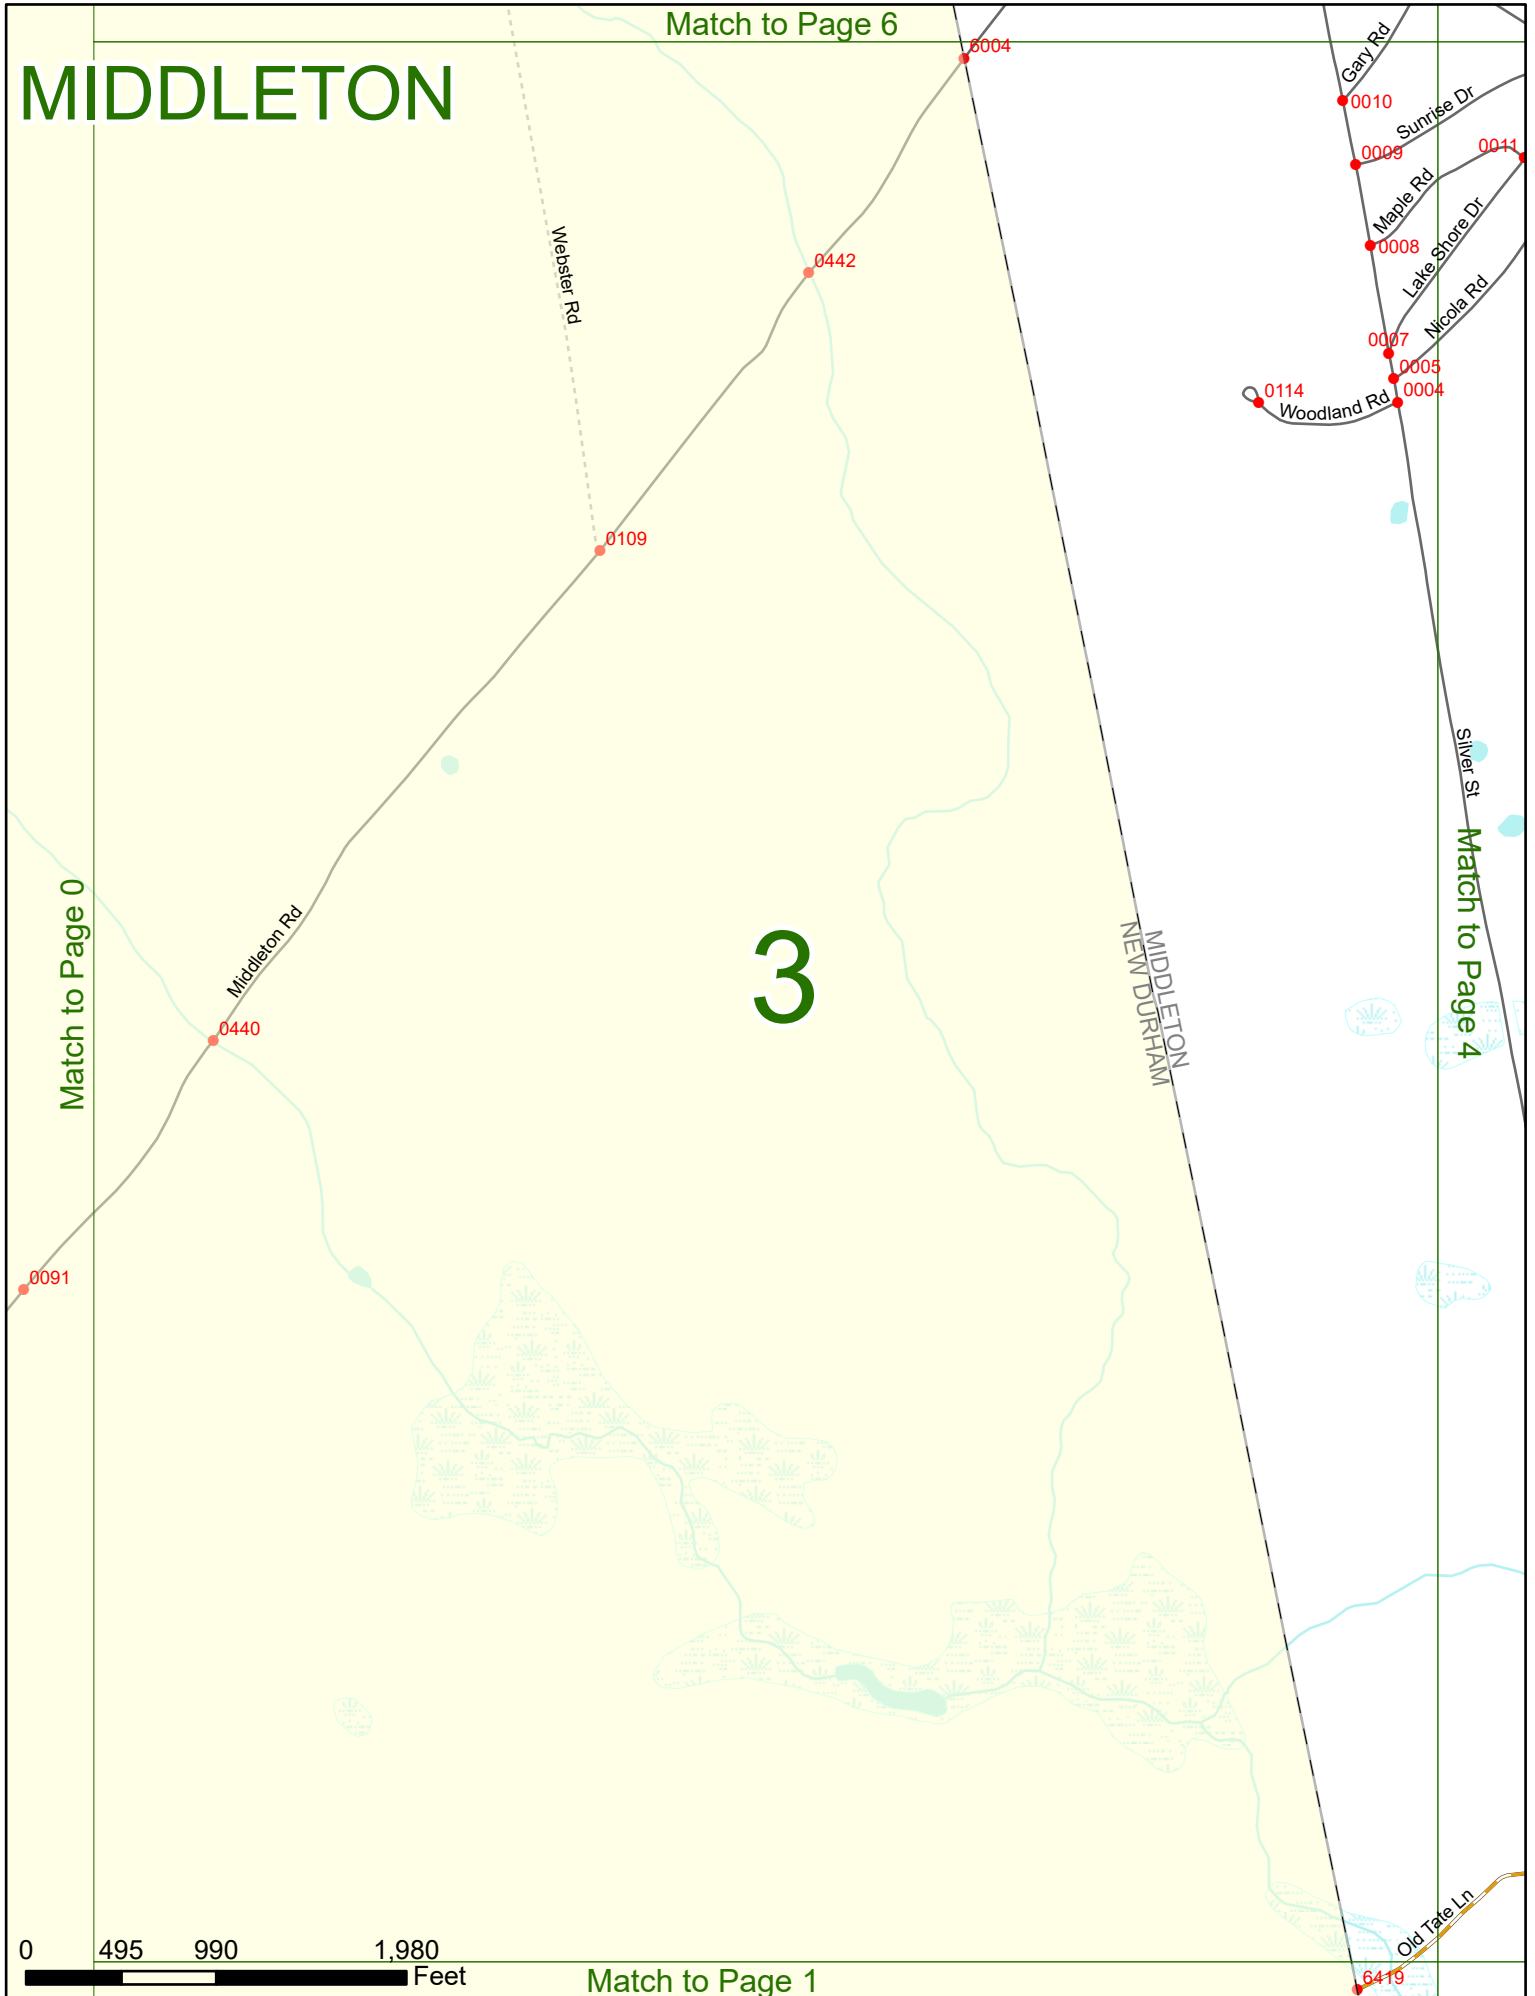 Match to Page 6
MIDDLETON
6004
Gary Rd
0010
Sunrise Dr
0009
0011
Maple Rd
0008
Lake Shore Dr
Nicola Rd
Webster Rd
0442
0007
0005
0004
0114
Woodland Rd
0109
Silver St
Match to Page 0
Middleton Rd
3
MIDDLETON
NEW DURHAM
Match to Page 4
0440
0091
Old Tate Ln
0 495 990 1,980
Feet
Match to Page 1
6419